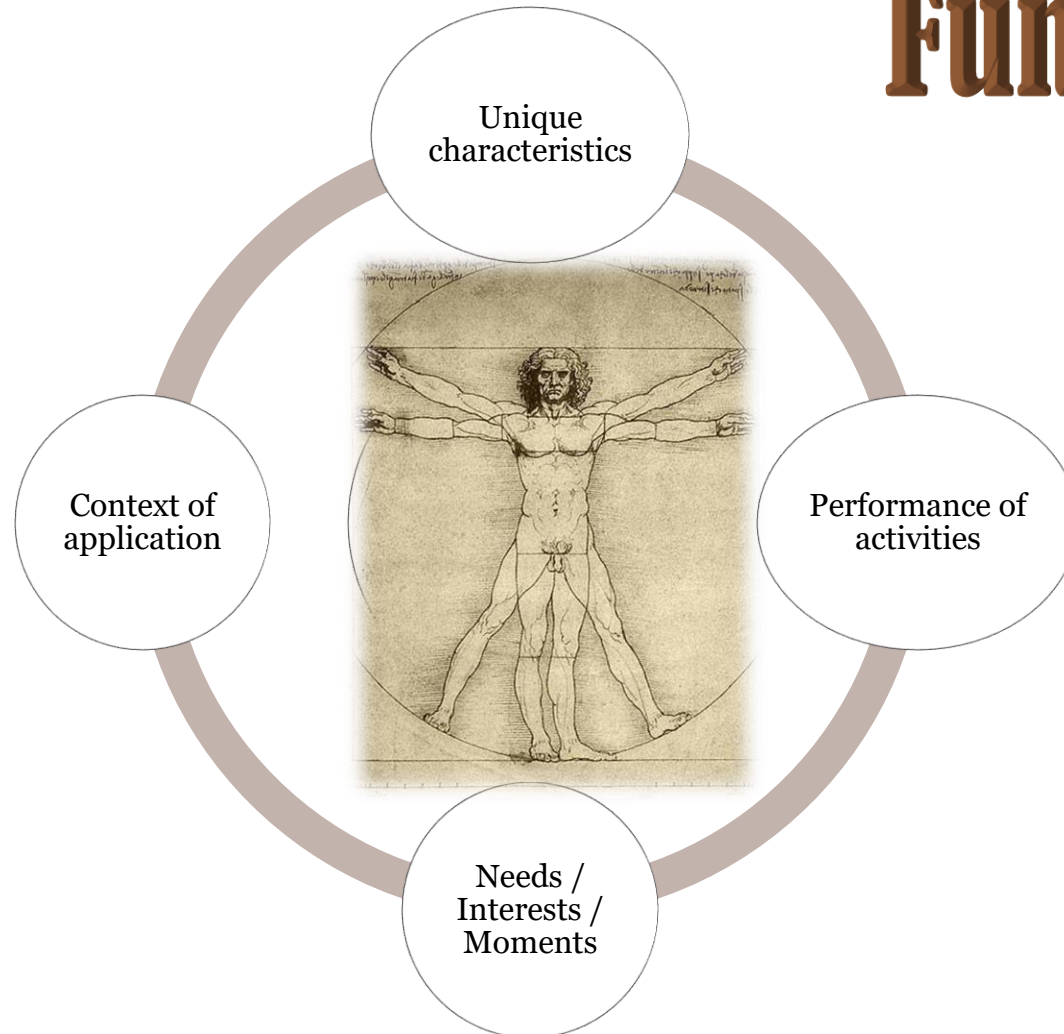 Fun
Unique
characteristics
Context of
application
Performance of
activities
Needs /
Interests /
Moments